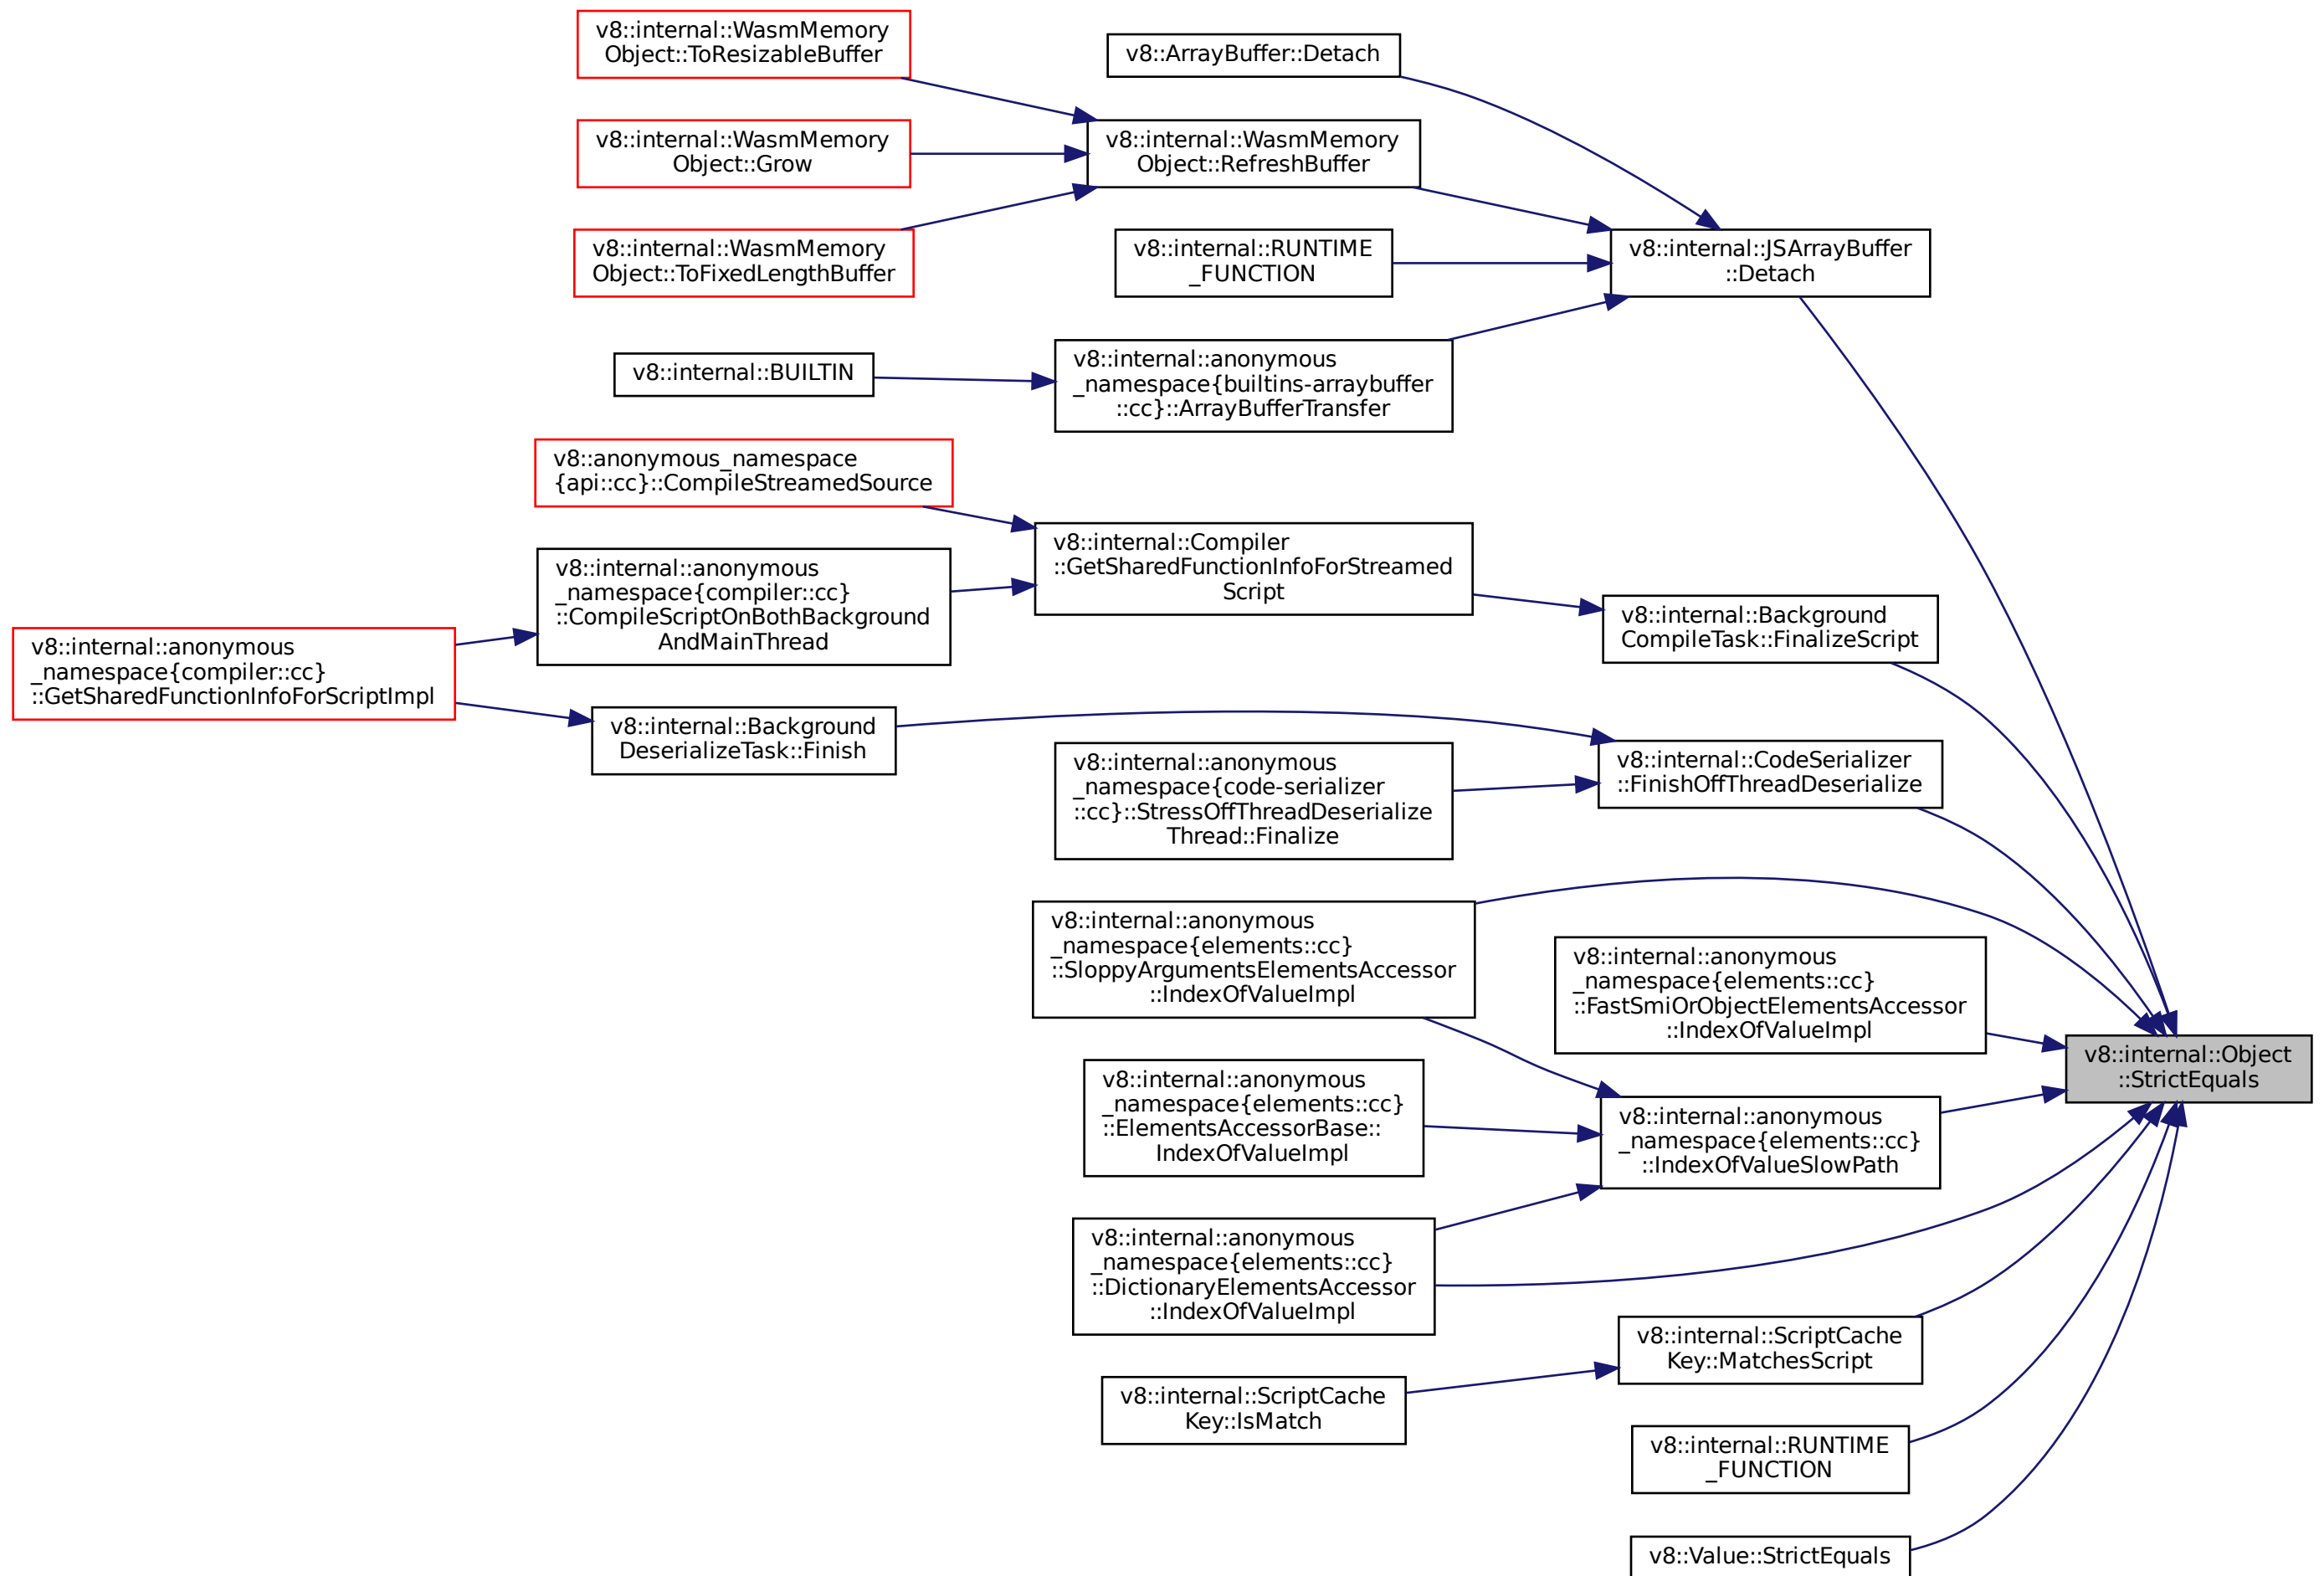 v8::internal::WasmMemory
Object::ToResizableBuffer
v8::ArrayBuffer::Detach
v8::internal::WasmMemory
Object::Grow
v8::internal::WasmMemory
Object::RefreshBuffer
v8::internal::WasmMemory
Object::ToFixedLengthBuffer
v8::internal::RUNTIME
_FUNCTION
v8::internal::JSArrayBuffer
::Detach
v8::internal::BUILTIN
v8::internal::anonymous
_namespace{builtins-arraybuffer
::cc}::ArrayBufferTransfer
v8::anonymous_namespace
{api::cc}::CompileStreamedSource
v8::internal::Compiler
::GetSharedFunctionInfoForStreamed
Script
v8::internal::anonymous
_namespace{compiler::cc}
::CompileScriptOnBothBackground
AndMainThread
v8::internal::Background
CompileTask::FinalizeScript
v8::internal::anonymous
_namespace{compiler::cc}
::GetSharedFunctionInfoForScriptImpl
v8::internal::Background
DeserializeTask::Finish
v8::internal::anonymous
_namespace{code-serializer
::cc}::StressOffThreadDeserialize
Thread::Finalize
v8::internal::CodeSerializer
::FinishOffThreadDeserialize
v8::internal::anonymous
_namespace{elements::cc}
::SloppyArgumentsElementsAccessor
::IndexOfValueImpl
v8::internal::anonymous
_namespace{elements::cc}
::FastSmiOrObjectElementsAccessor
::IndexOfValueImpl
v8::internal::Object
::StrictEquals
v8::internal::anonymous
_namespace{elements::cc}
::ElementsAccessorBase::
IndexOfValueImpl
v8::internal::anonymous
_namespace{elements::cc}
::IndexOfValueSlowPath
v8::internal::anonymous
_namespace{elements::cc}
::DictionaryElementsAccessor
::IndexOfValueImpl
v8::internal::ScriptCache
Key::MatchesScript
v8::internal::ScriptCache
Key::IsMatch
v8::internal::RUNTIME
_FUNCTION
v8::Value::StrictEquals